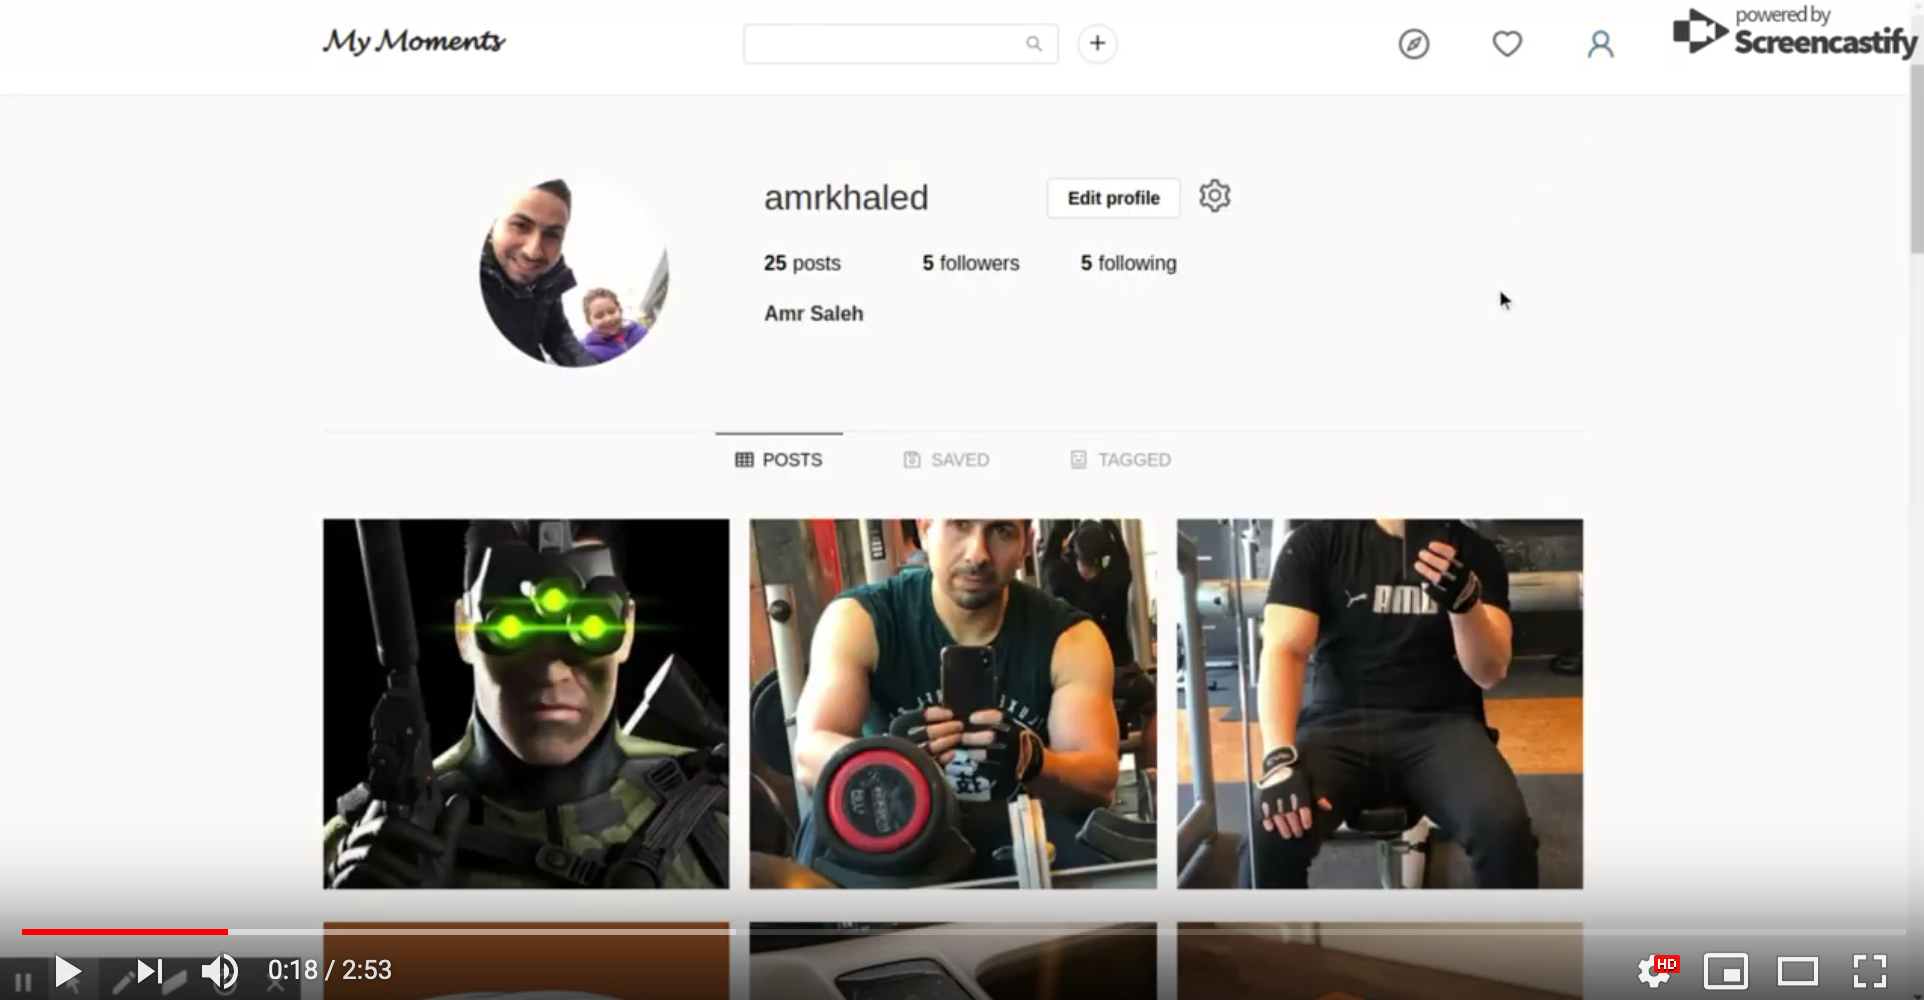 My Moments
powered by
Screencastify
amrkhaled
Edit profile
25 posts
5 followers
5 following
Amr Saleh
POSTS
SAVED
TAGGED
0:18 / 2:53
HD